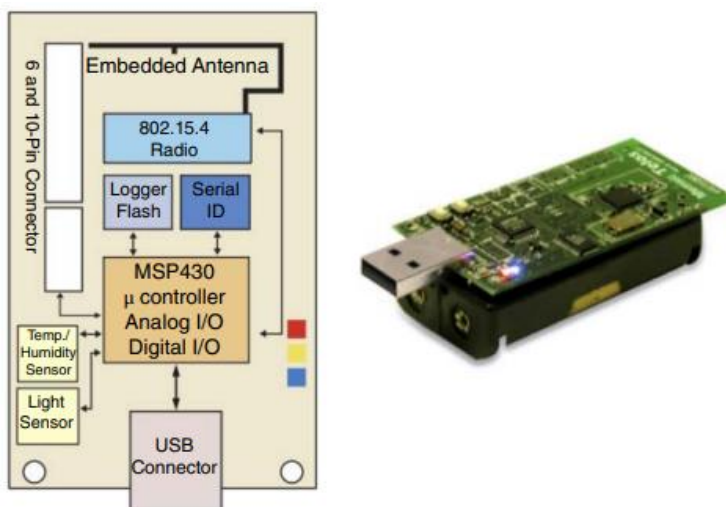 Embedded Antenna
6 and 10-Pin Connector
802.15.4
Radio
Logger
Flash
Serial
ID
MSP430
μ controller
Analog I/O
Digital I/O
Temp./
Humidity
Sensor
Light
Sensor
USB
Connector
Telos